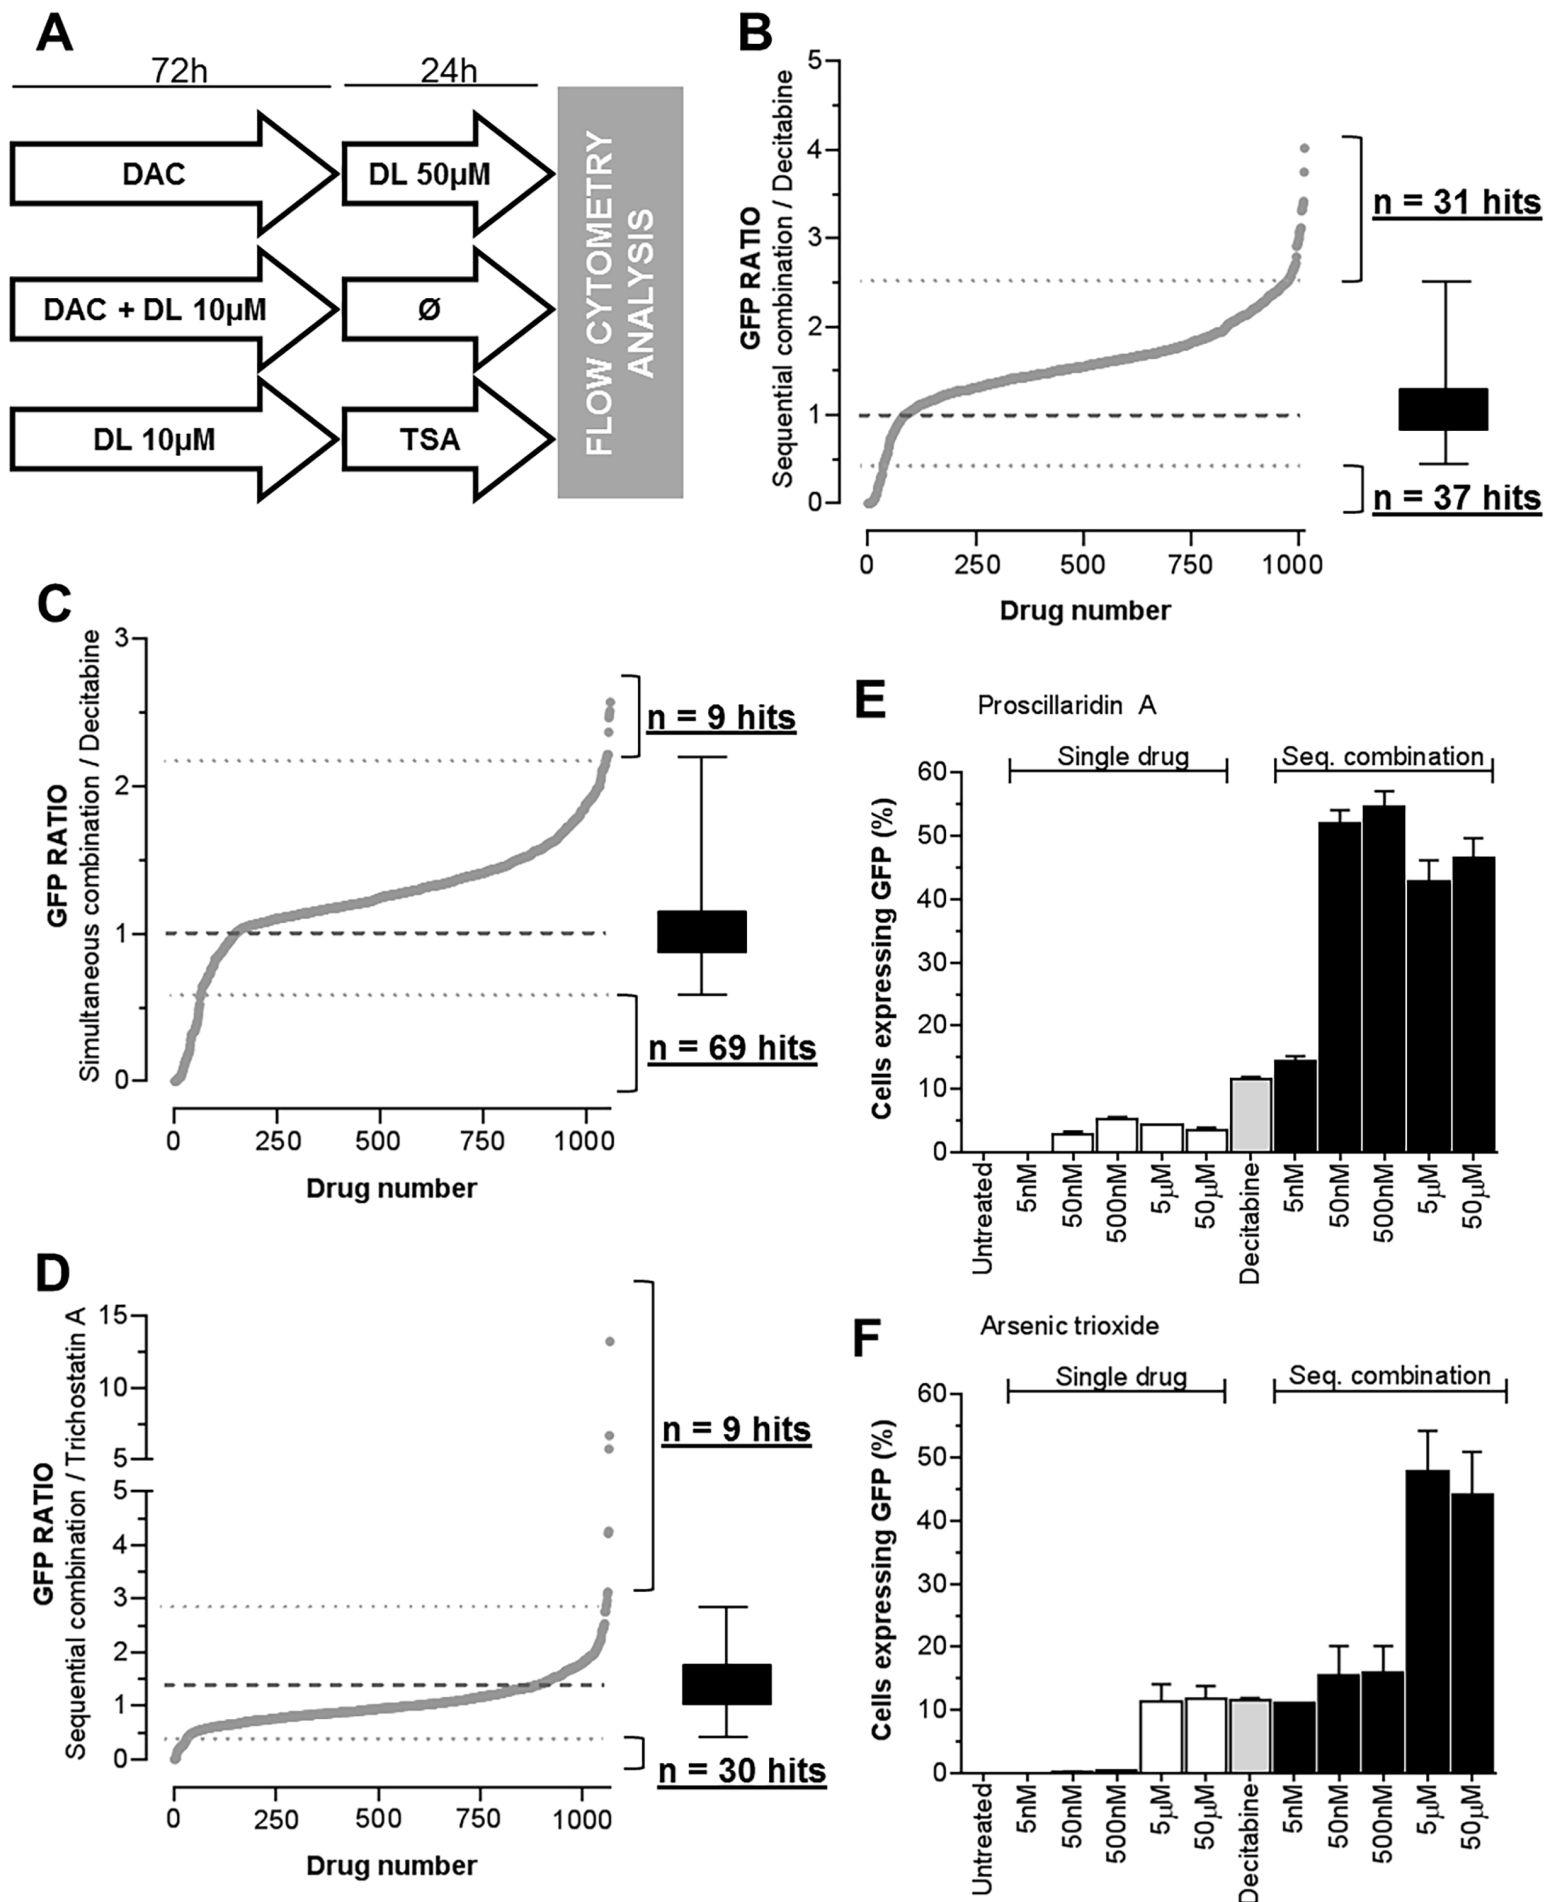 A
72h
24h
DAC
DL 50µM
DAC + DL 10µM
Ø
DL 10µM
TSA
FLOW CYTOMETRY
ANALYSIS
B
GFP RATIO
Sequential combination / Decitabine
5
4
3
2
1
0
n = 31 hits
n = 37 hits
0
250
500
750
1000
Drug number
C
GFP RATIO
Simultaneous combination / Decitabine
3
2
1
0
n = 9 hits
n = 69 hits
0
250
500
750
1000
Drug number
D
GFP RATIO
Sequential combination / Trichostatin A
15
10
5
5
4
3
2
1
0
n = 9 hits
n = 30 hits
0
250
500
750
1000
Drug number
E
Proscillaridin A
Single drug
Seq. combination
Cells expressing GFP (%)
60
50
40
30
20
10
0
Untreated
5nM
50nM
500nM
5µM
50µM
Decitabine
5nM
50nM
500nM
5µM
50µM
F
Arsenic trioxide
Single drug
Seq. combination
Cells expressing GFP (%)
60
50
40
30
20
10
0
Untreated
5nM
50nM
500nM
5µM
50µM
Decitabine
5nM
50nM
500nM
5µM
50µM